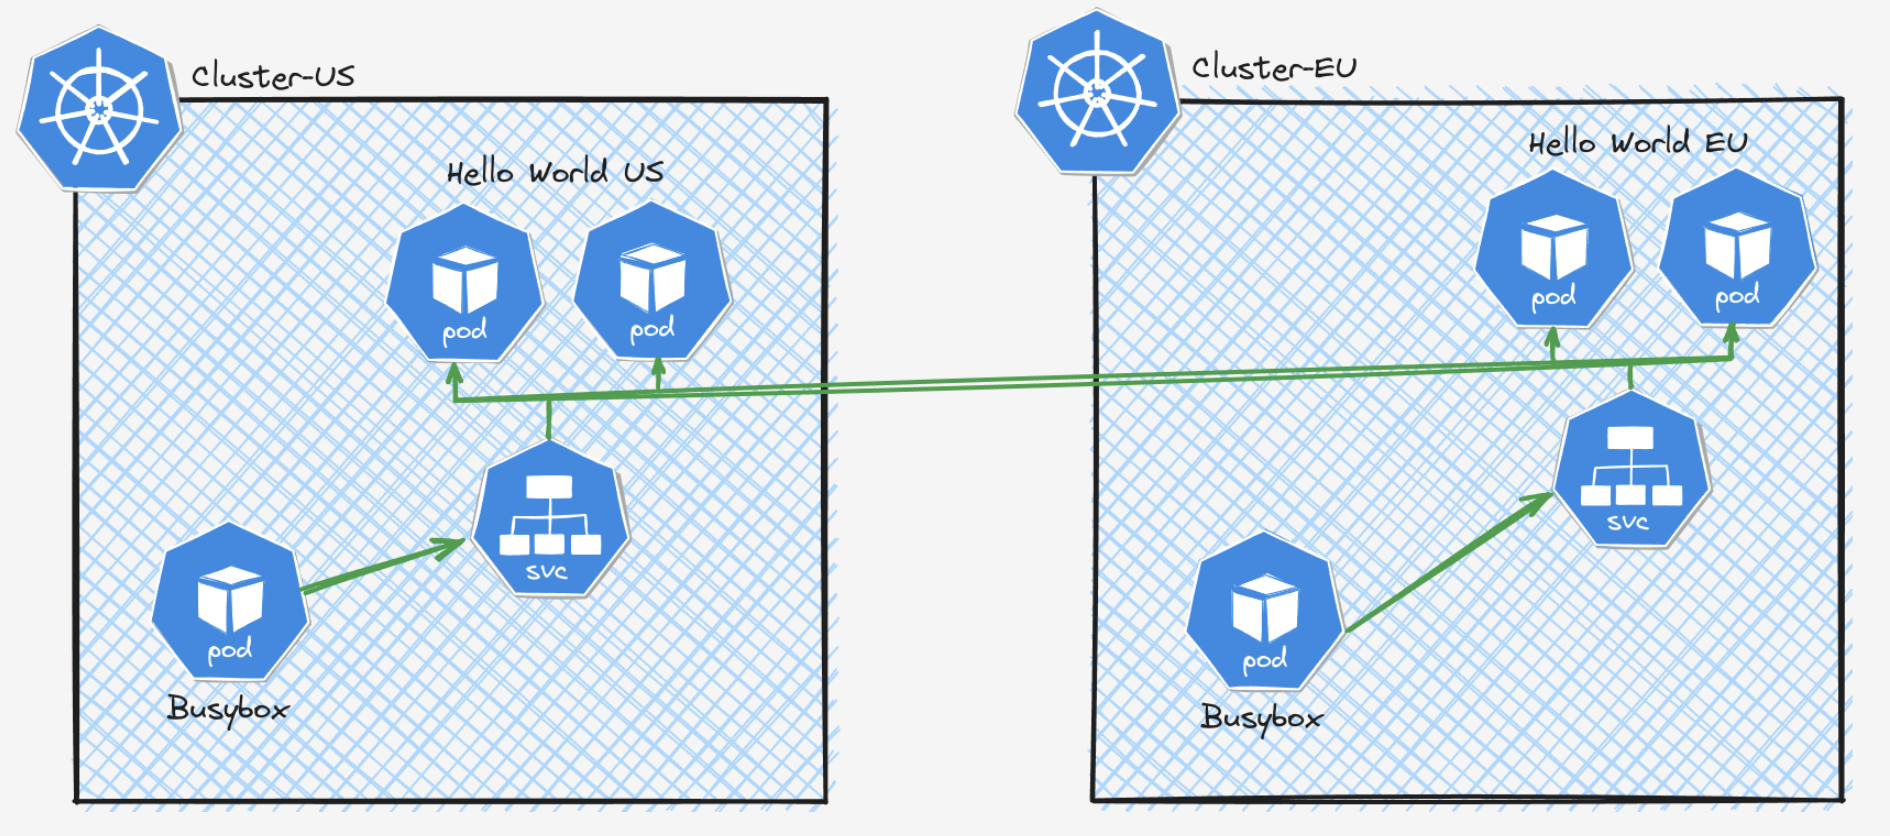 Cluster-US
Hello World US
pod
pod
svc
pod
Busybox
Cluster-EU
Hello World EU
pod
pod
svc
pod
Busybox